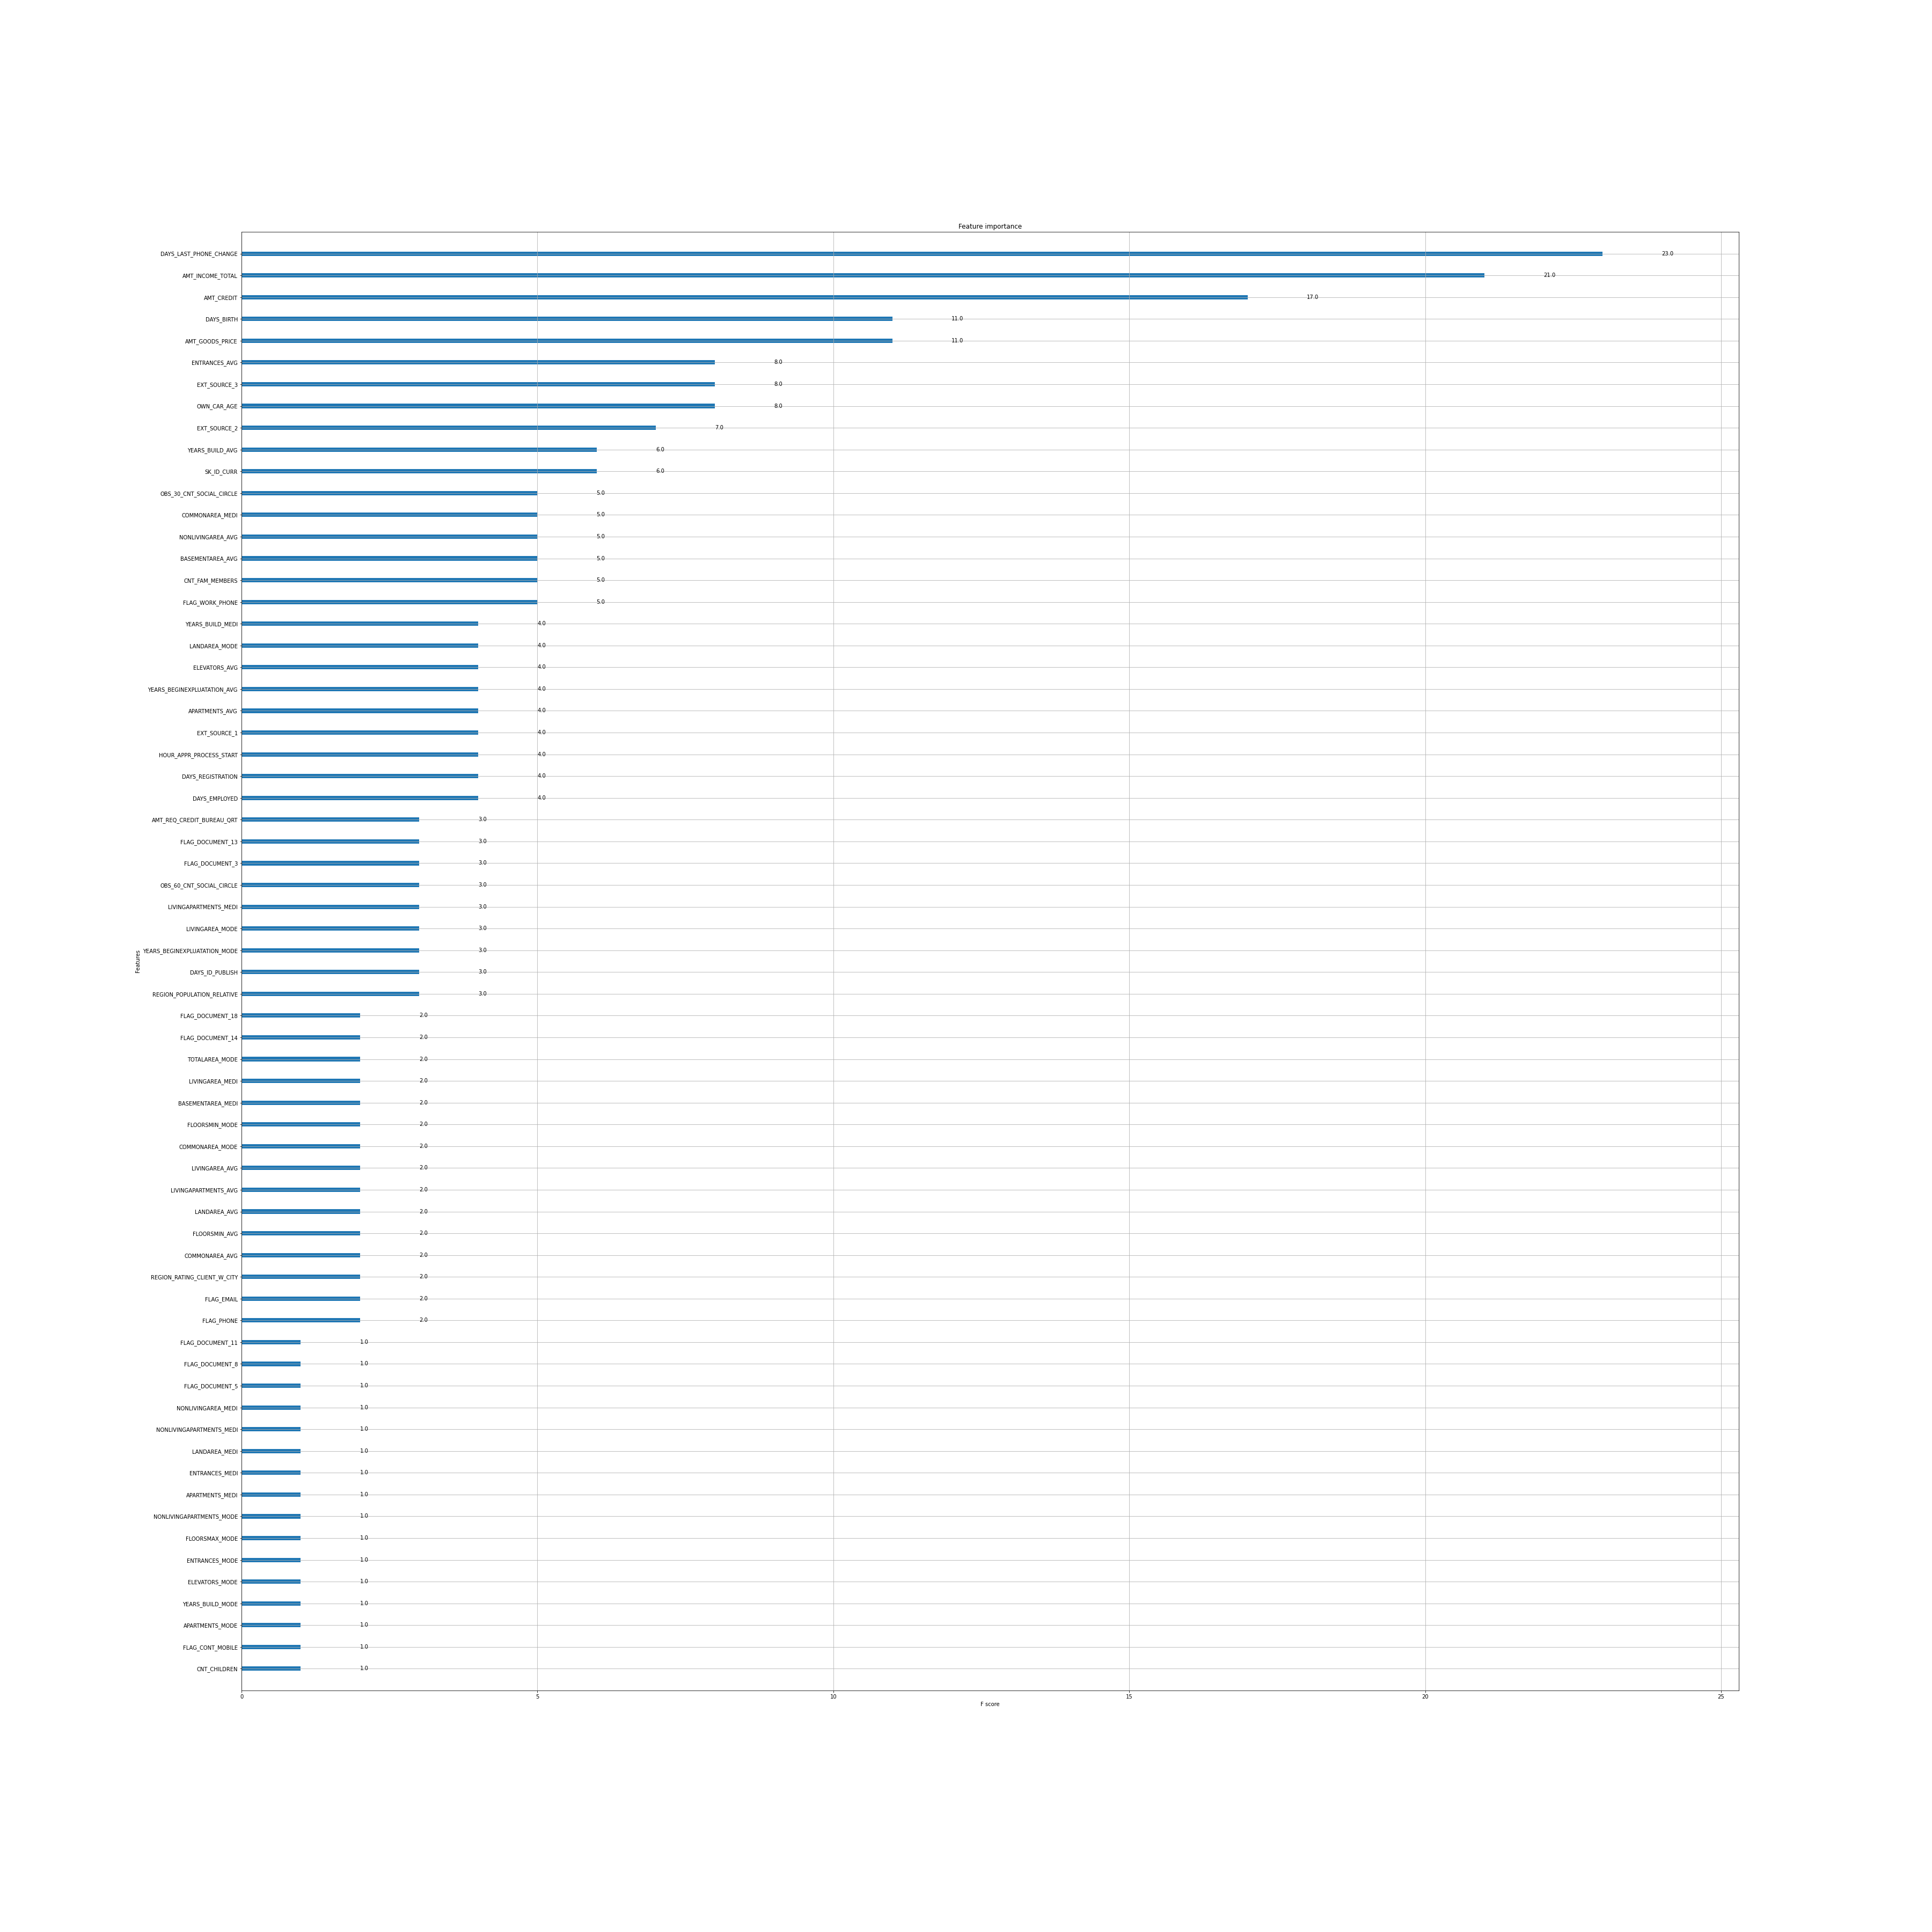 Feature importance
DAYS_LAST_PHONE_CHANGE 23.0
AMT_INCOME_TOTAL 21.0
AMT_CREDIT 17.0
DAYS_BIRTH 11.0
AMT_GOODS_PRICE 11.0
ENTRANCES_AVG 8.0
EXT_SOURCE_3 8.0
OWN_CAR_AGE 8.0
EXT_SOURCE_2 7.0
YEARS_BUILD_AVG 6.0
SK_ID_CURR 6.0
OBS_30_CNT_SOCIAL_CIRCLE 5.0
COMMONAREA_MEDI 5.0
NONLIVINGAREA_AVG 5.0
BASEMENTAREA_AVG 5.0
CNT_FAM_MEMBERS 5.0
FLAG_WORK_PHONE 5.0
YEARS_BUILD_MEDI 4.0
LANDAREA_MODE 4.0
ELEVATORS_AVG 4.0
YEARS_BEGINEXPLUATATION_AVG 4.0
APARTMENTS_AVG 4.0
EXT_SOURCE_1 4.0
HOUR_APPR_PROCESS_START 4.0
DAYS_REGISTRATION 4.0
DAYS_EMPLOYED 4.0
AMT_REQ_CREDIT_BUREAU_QRT 3.0
FLAG_DOCUMENT_13 3.0
FLAG_DOCUMENT_3 3.0
OBS_60_CNT_SOCIAL_CIRCLE 3.0
LIVINGAPARTMENTS_MEDI 3.0
LIVINGAREA_MODE 3.0
YEARS_BEGINEXPLUATATION_MODE 3.0
Features
DAYS_ID_PUBLISH 3.0
REGION_POPULATION_RELATIVE 3.0
FLAG_DOCUMENT_18 2.0
FLAG_DOCUMENT_14 2.0
TOTALAREA_MODE 2.0
LIVINGAREA_MEDI 2.0
BASEMENTAREA_MEDI 2.0
FLOORSMIN_MODE 2.0
COMMONAREA_MODE 2.0
LIVINGAREA_AVG 2.0
LIVINGAPARTMENTS_AVG 2.0
LANDAREA_AVG 2.0
FLOORSMIN_AVG 2.0
COMMONAREA_AVG 2.0
REGION_RATING_CLIENT_W_CITY 2.0
FLAG_EMAIL 2.0
FLAG_PHONE 2.0
FLAG_DOCUMENT_11 1.0
FLAG_DOCUMENT_8 1.0
FLAG_DOCUMENT_5 1.0
NONLIVINGAREA_MEDI 1.0
NONLIVINGAPARTMENTS_MEDI 1.0
LANDAREA_MEDI 1.0
ENTRANCES_MEDI 1.0
APARTMENTS_MEDI 1.0
NONLIVINGAPARTMENTS_MODE 1.0
FLOORSMAX_MODE 1.0
ENTRANCES_MODE 1.0
ELEVATORS_MODE 1.0
YEARS_BUILD_MODE 1.0
APARTMENTS_MODE 1.0
FLAG_CONT_MOBILE 1.0
CNT_CHILDREN 1.0
0 5 10 15 20 25
F score